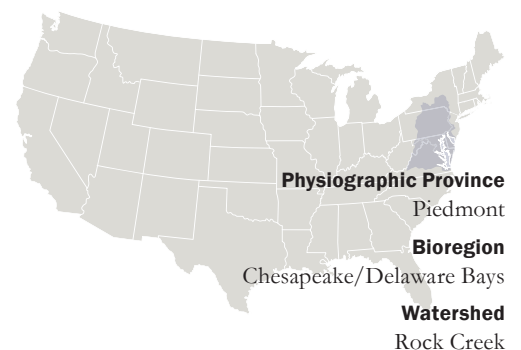 Physiographic Province
Piedmont
Bioregion
Chesapeake/Delaware Bays
Watershed
Rock Creek